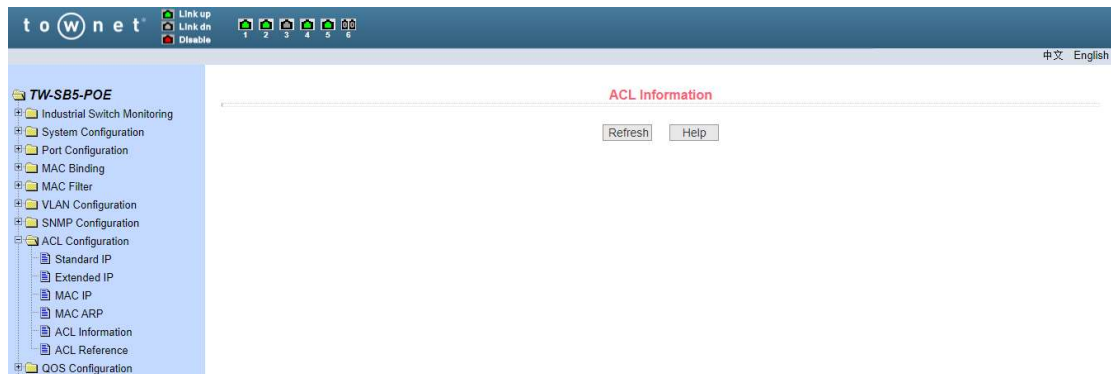 to(w)net
Link up
Link dn
Disable
1 2 3 4 5 6
中文 English
TW-SB5-POE
Industrial Switch Monitoring
System Configuration
Port Configuration
MAC Binding
MAC Filter
VLAN Configuration
SNMP Configuration
ACL Configuration
Standard IP
Extended IP
MAC IP
MAC ARP
ACL Information
ACL Reference
QOS Configuration
ACL Information
Refresh Help